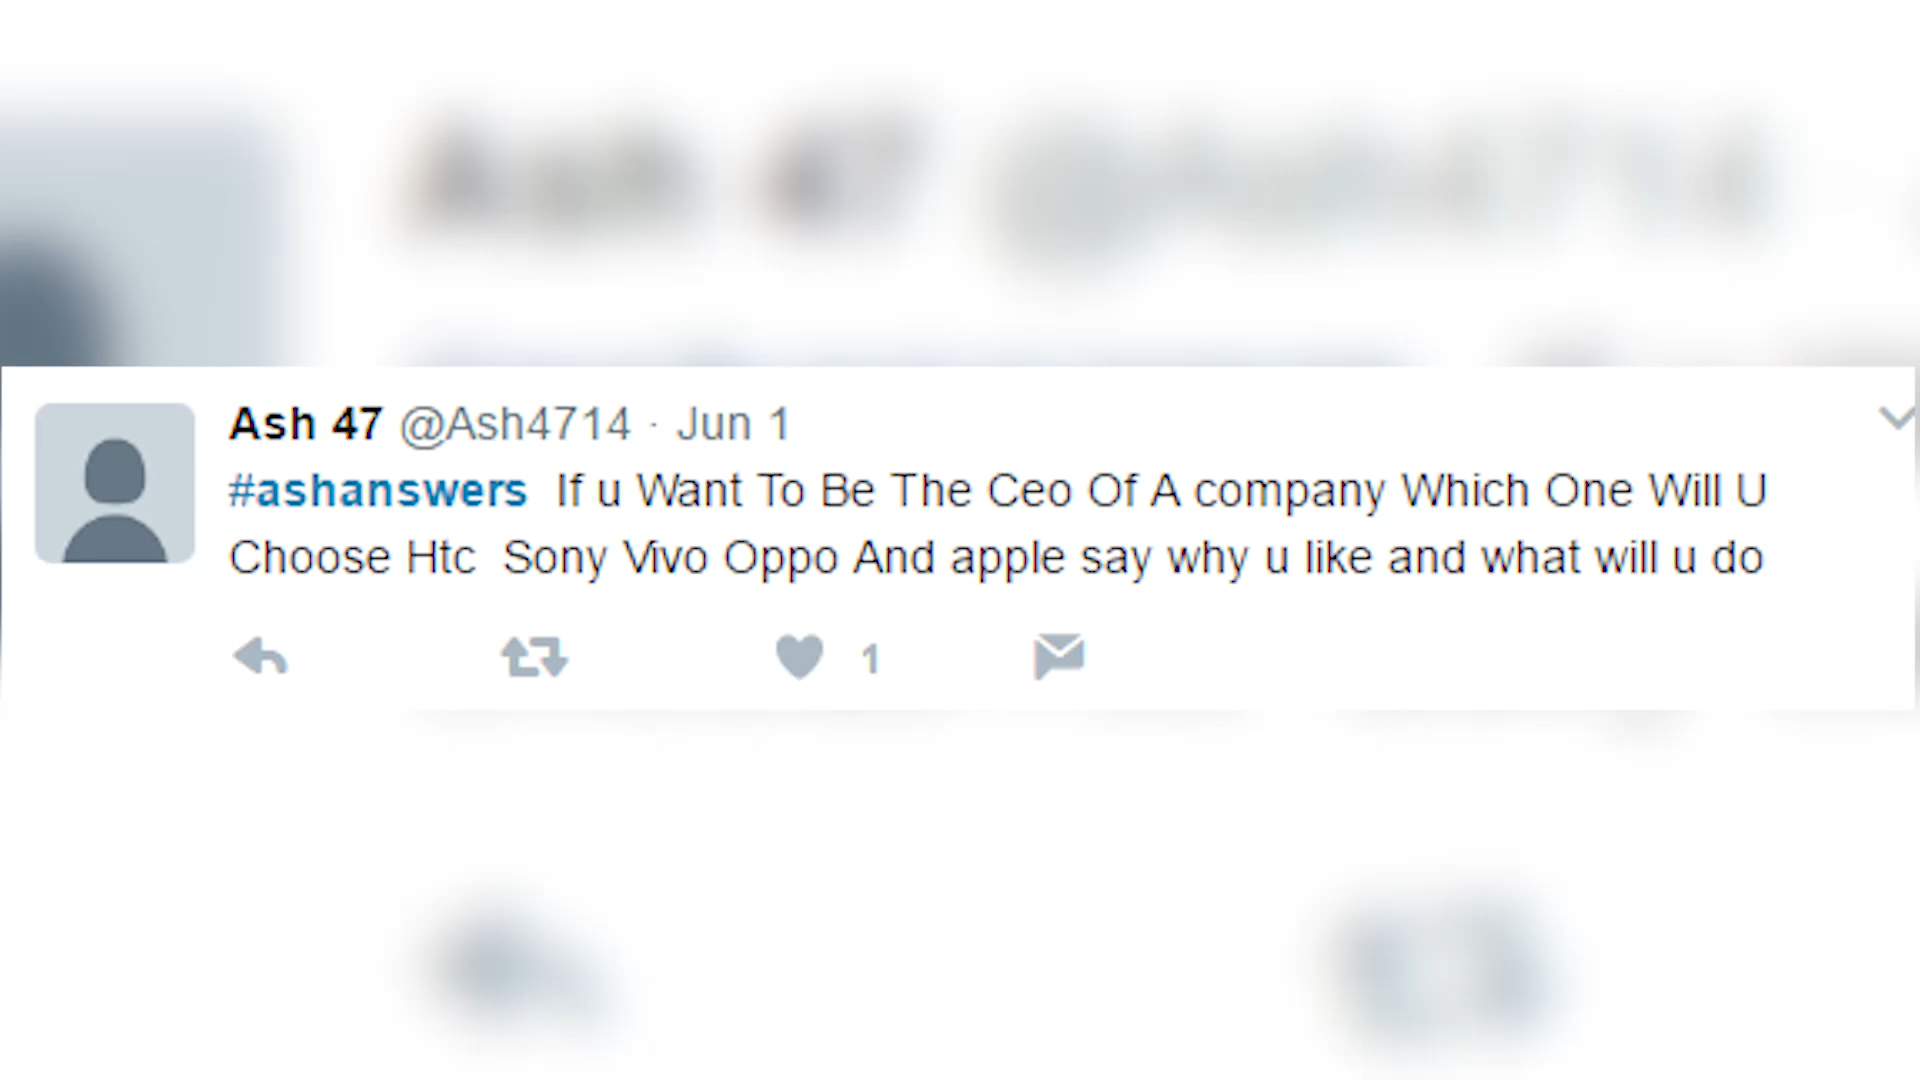 Ash 47 @Ash4714 · Jun 1
#ashanswers If u Want To Be The Ceo Of A company Which One Will U
Choose Htc Sony Vivo Oppo And apple say why u like and what will u do
1